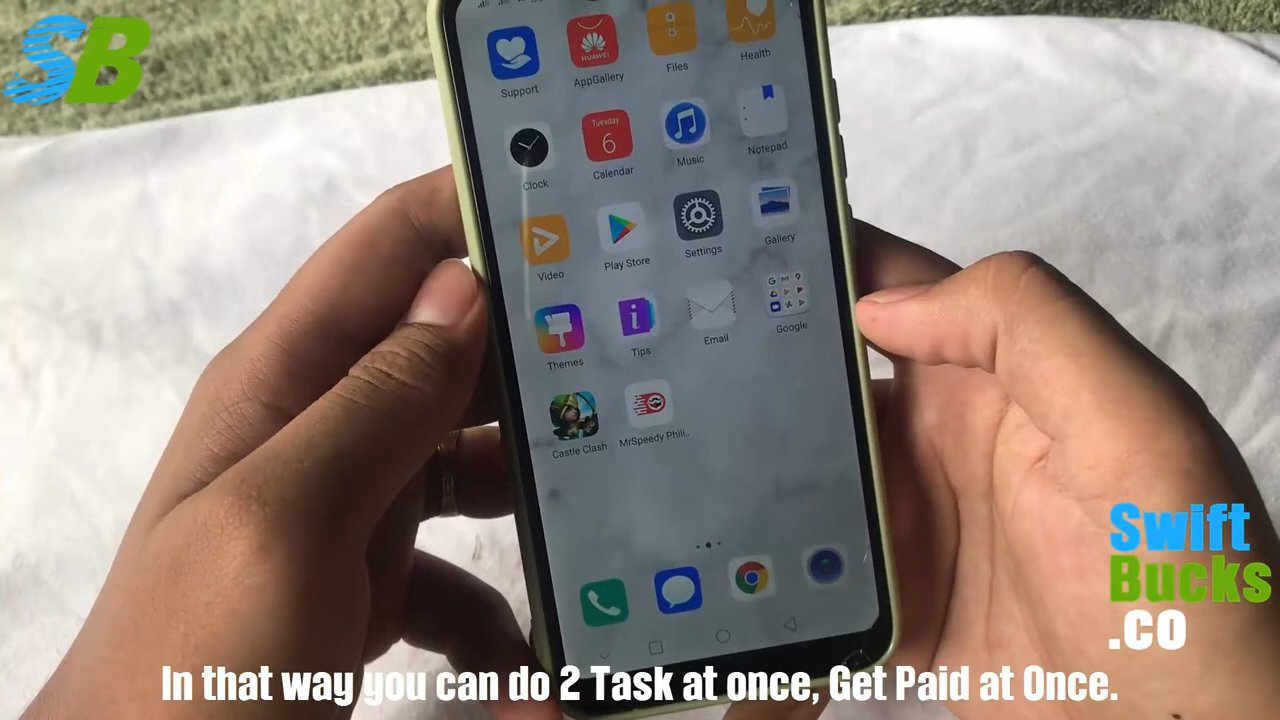 SB
Support
HUAWEI
AppGallery
Files
Health
Clock
Tuesday
6
Calendar
Music
Notepad
Video
Play Store
Settings
Gallery
Themes
Tips
Email
Google
Castle Clash
MrSpeedy Phili..
Swift
Bucks
.co
In that way you can do 2 Task at once, Get Paid at Once.